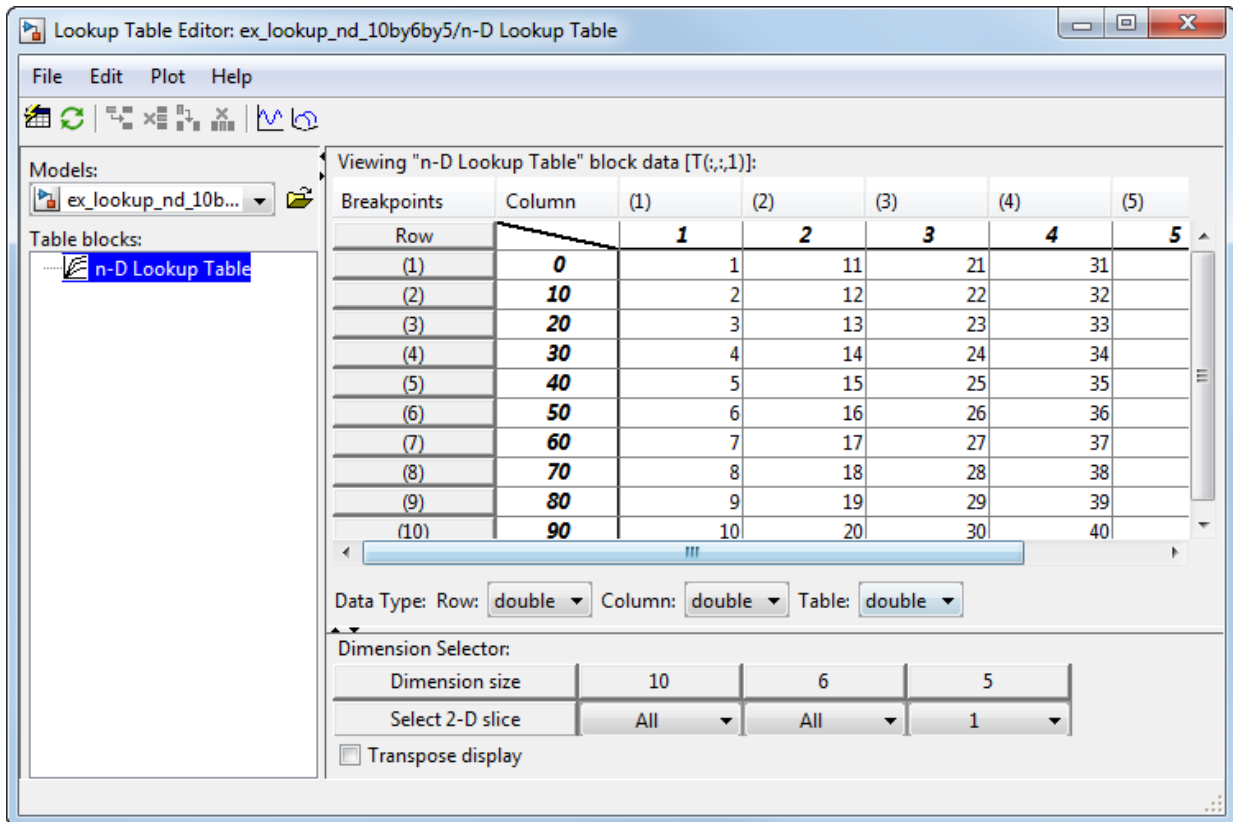 Lookup Table Editor: ex_lookup_nd_10by6by5/n-D Lookup Table
File Edit Plot Help
Models:
ex_lookup_nd_10b...
Table blocks:
n-D Lookup Table
Viewing "n-D Lookup Table" block data [T(:,:,1)]:
Breakpoints Column (1) (2) (3) (4) (5)
Row 1 2 3 4 5
(1) 0 1 11 21 31
(2) 10 2 12 22 32
(3) 20 3 13 23 33
(4) 30 4 14 24 34
(5) 40 5 15 25 35
(6) 50 6 16 26 36
(7) 60 7 17 27 37
(8) 70 8 18 28 38
(9) 80 9 19 29 39
(10) 90 10 20 30 40
Data Type: Row: double Column: double Table: double
Dimension Selector:
Dimension size 10 6 5
Select 2-D slice All All 1
Transpose display